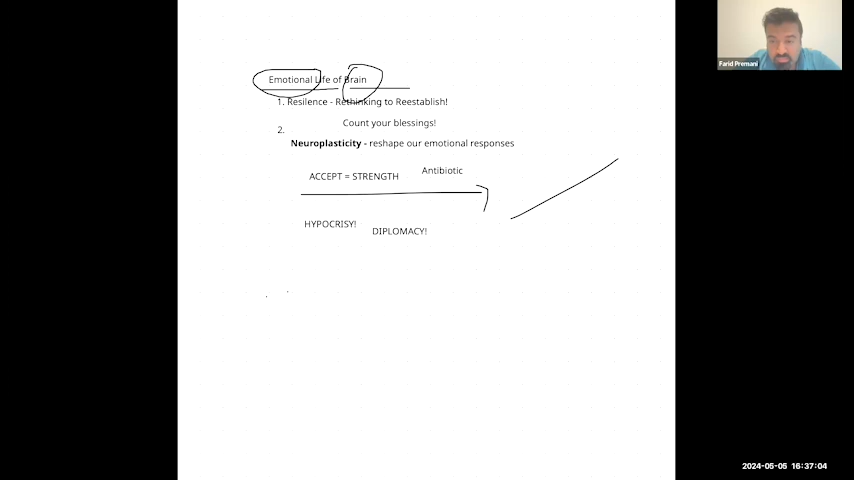 Emotional Life of Brain
1. Resilence - Rethinking to Reestablish!
Count your blessings!
2.
Neuroplasticity - reshape our emotional responses
ACCEPT = STRENGTH
Antibiotic
HYPOCRISY!
DIPLOMACY!
Farid Premani
2024-05-05 16:37:04